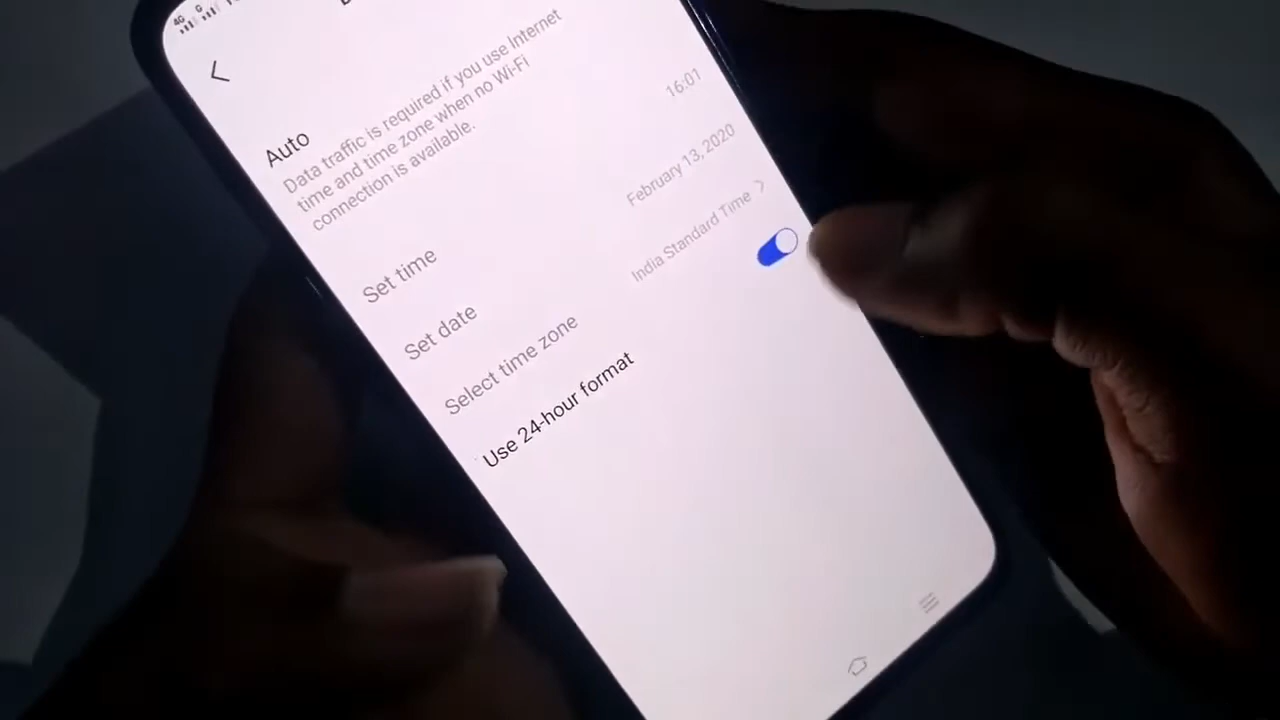 4G G
Auto
Data traffic is required if you use Internet
time and time zone when no Wi-Fi
connection is available.
Set time 16:01
Set date February 13, 2020
Select time zone India Standard Time
Use 24-hour format